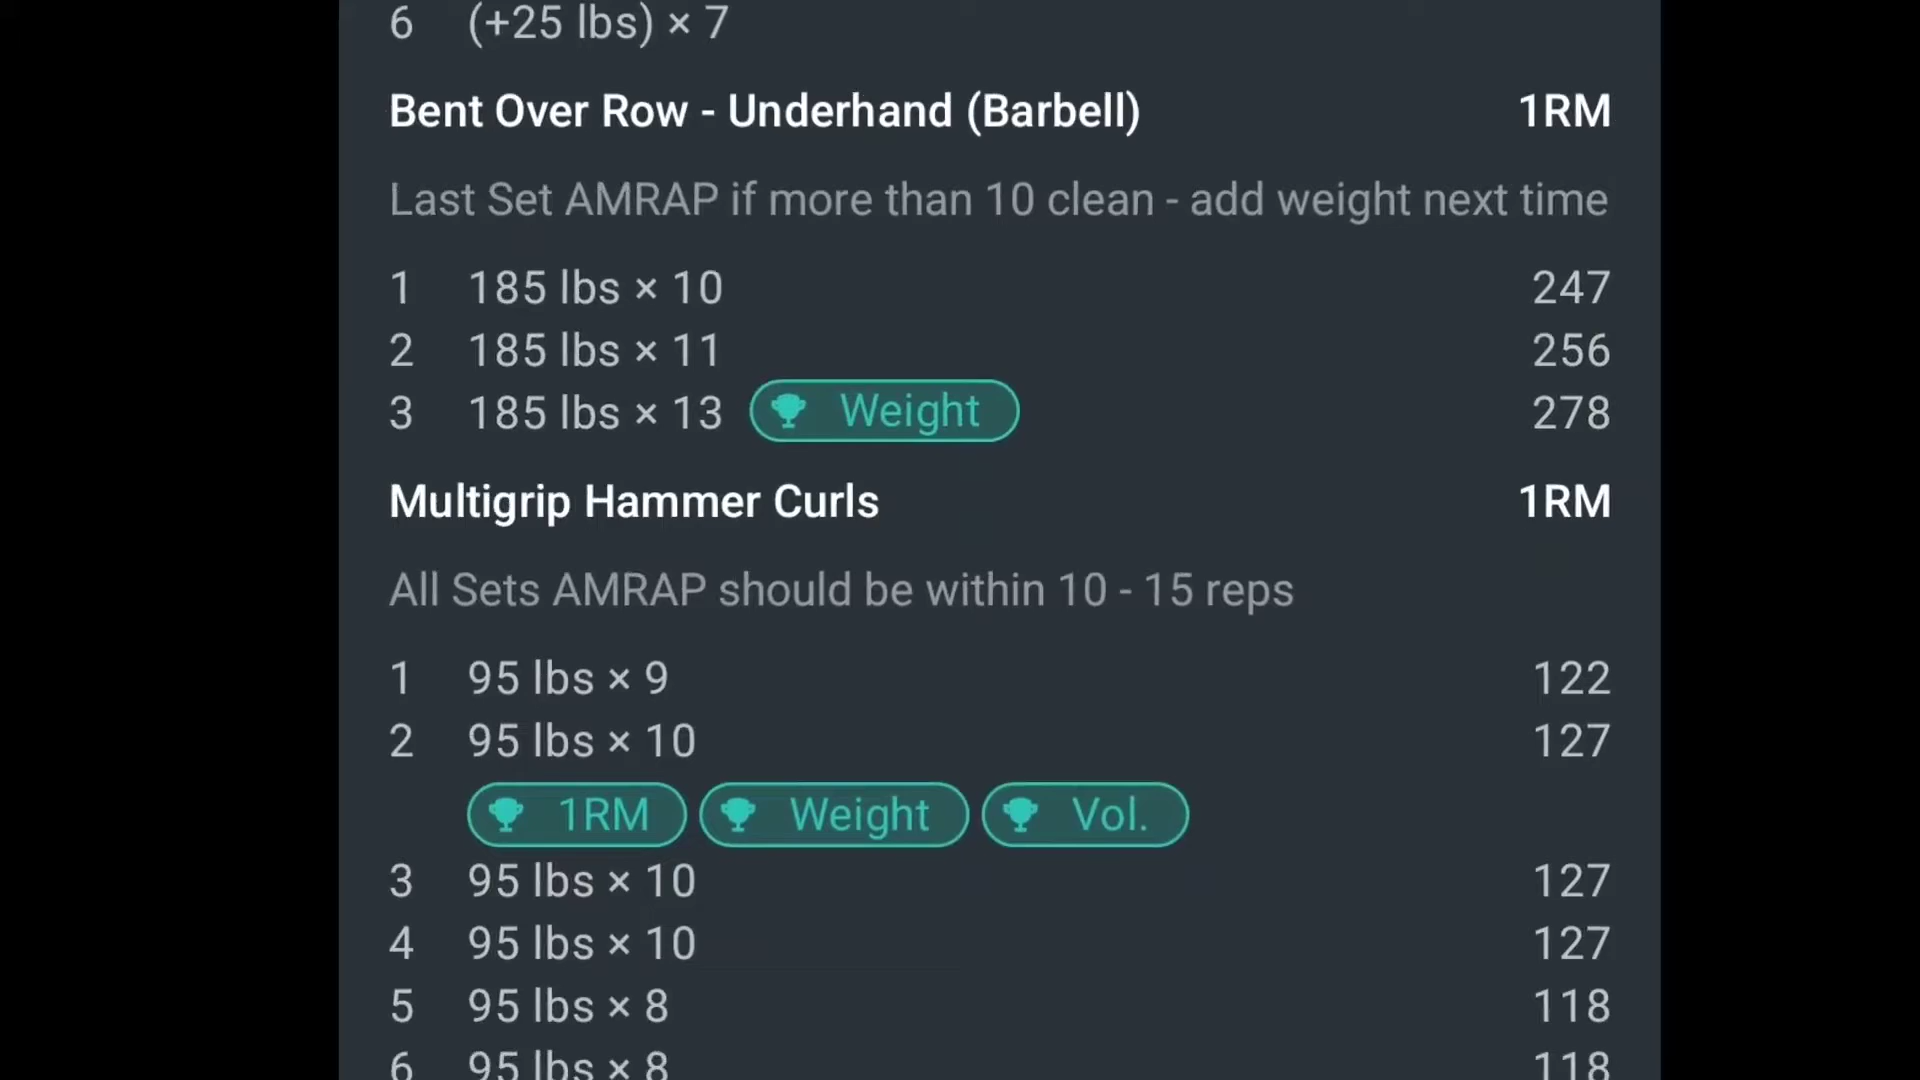 6 (+25 lbs) × 7
Bent Over Row - Underhand (Barbell) 1RM
Last Set AMRAP if more than 10 clean - add weight next time
1 185 lbs × 10 247
2 185 lbs × 11 256
3 185 lbs × 13 Weight 278
Multigrip Hammer Curls 1RM
All Sets AMRAP should be within 10 - 15 reps
1 95 lbs × 9 122
2 95 lbs × 10 127
1RM Weight Vol.
3 95 lbs × 10 127
4 95 lbs × 10 127
5 95 lbs × 8 118
6 95 lbs × 8 118